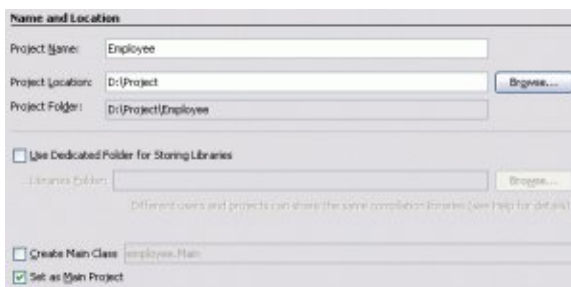 Name and Location
Project Name: Employee
Project Location: D:\Project Browse...
Project Folder: D:\Project\Employee
Use Dedicated Folder for Storing Libraries
Libraries Folder: Browse...
Different users and projects can share the same compilation libraries (see Help for details)
Create Main Class employee.Main
Set as Main Project